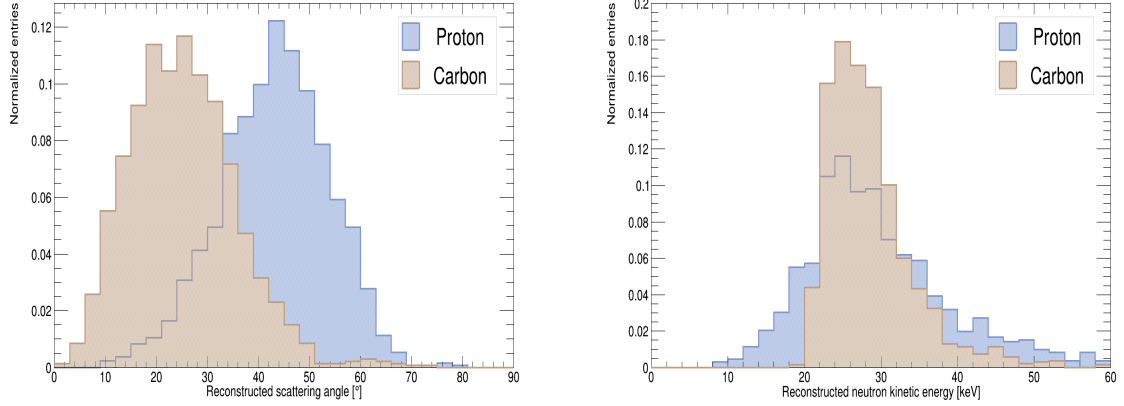 Normalized entries
0.12
0.1
0.08
0.06
0.04
0.02
0
0 10 20 30 40 50 60 70 80 90
Reconstructed scattering angle [°]
Proton
Carbon
Normalized entries
0.2
0.18
0.16
0.14
0.12
0.1
0.08
0.06
0.04
0.02
0
0 10 20 30 40 50 60
Reconstructed neutron kinetic energy [keV]
Proton
Carbon